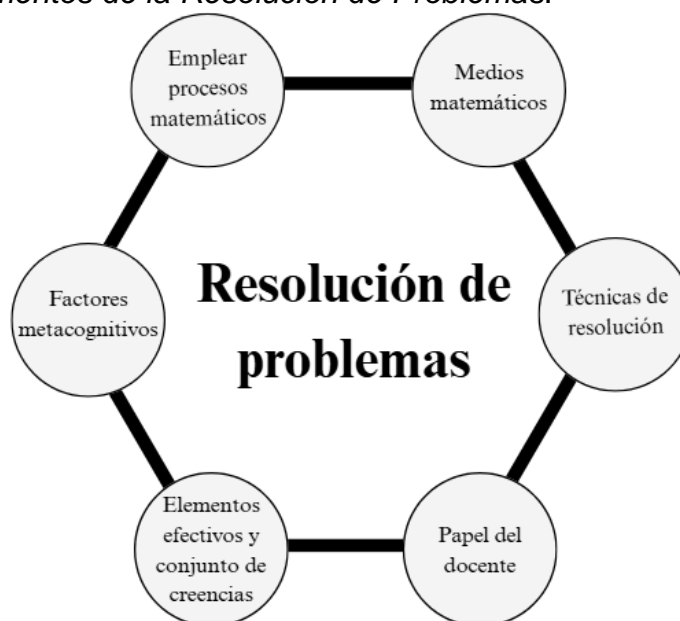 de la Resolución de Problemas.
Emplear
procesos
matemáticos
Medios
matemáticos
Factores
metacognitivos
Resolución de
problemas
Técnicas de
resolución
Elementos
efectivos y
conjunto de
creencias
Papel del
docente